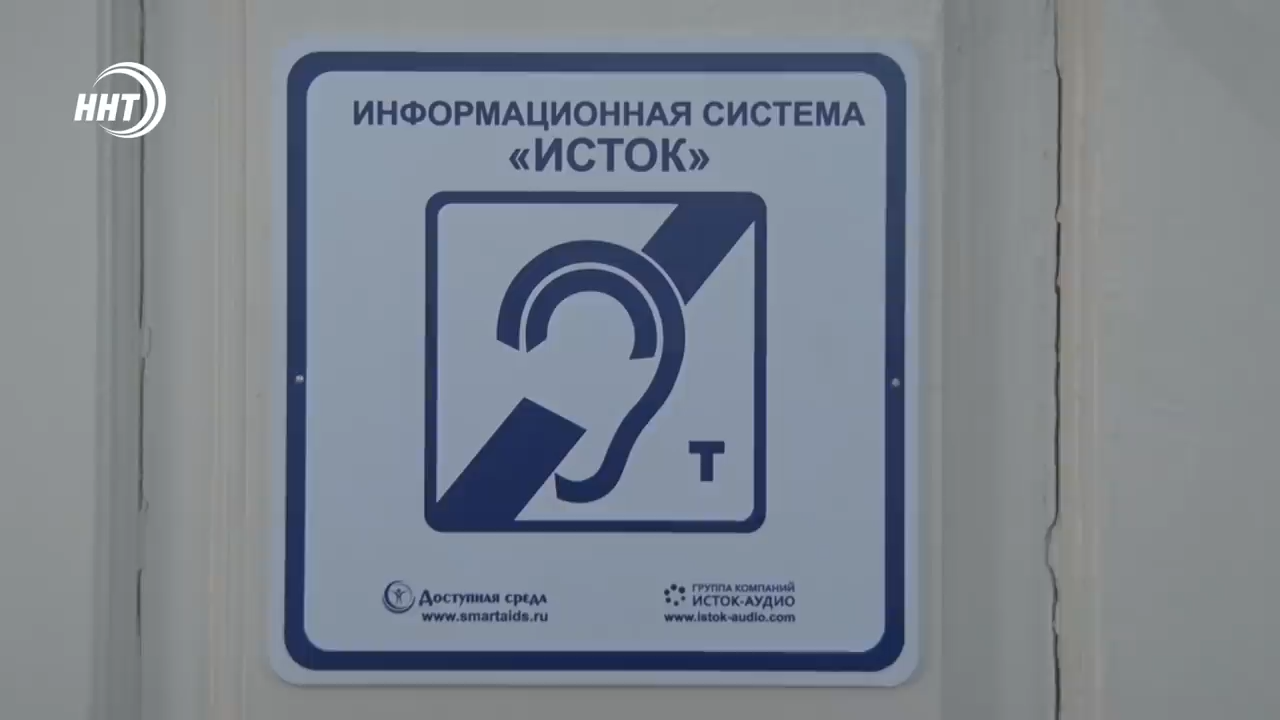 ННТ
ИНФОРМАЦИОННАЯ СИСТЕМА
«ИСТОК»
Т
Доступная среда
www.smartaids.ru
ГРУППА КОМПАНИЙ
ИСТОК-АУДИО
www.istok-audio.com